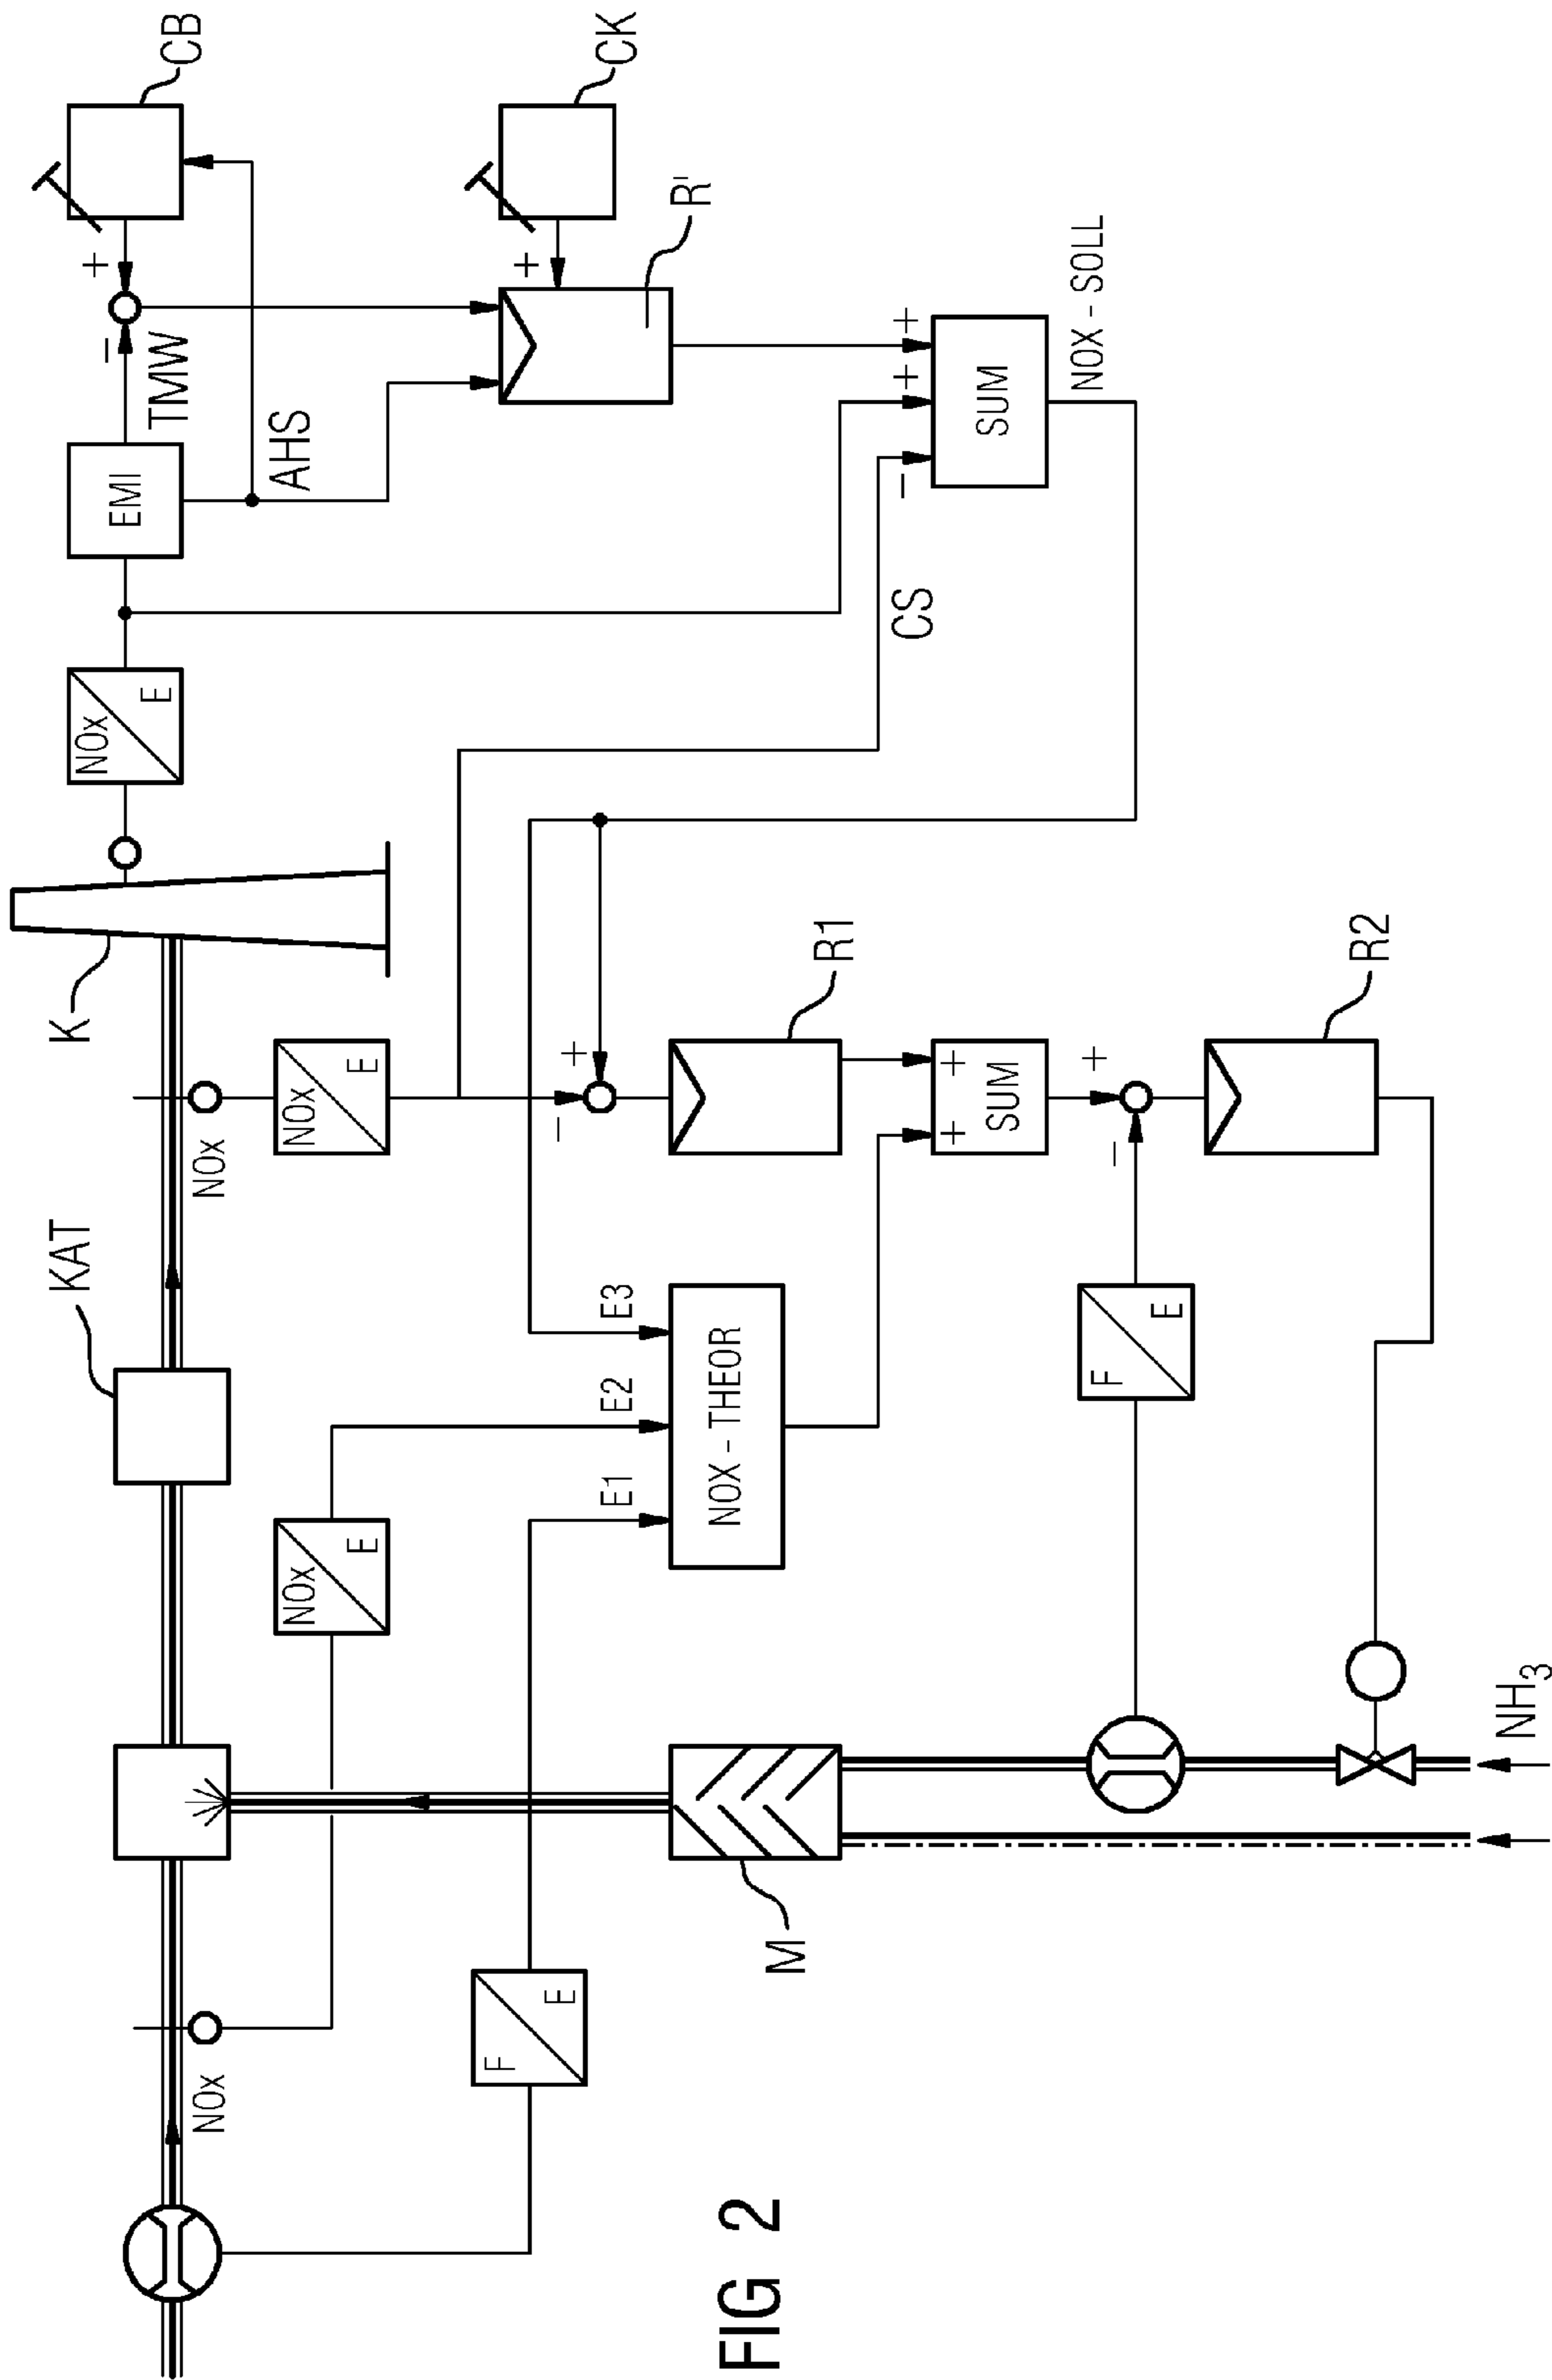 K
NOx
E
EMI
TMW
+
−
CB
KAT
NOx
NOx
NOx
E
AHS
+
CK
NOx
E
R'
F
E
E1
E2
E3
−
+
NOX - THEOR
R1
CS
−
+
+
SUM
NOX - SOLL
M
+
+
SUM
+
−
F
E
R2
NH3
FIG 2